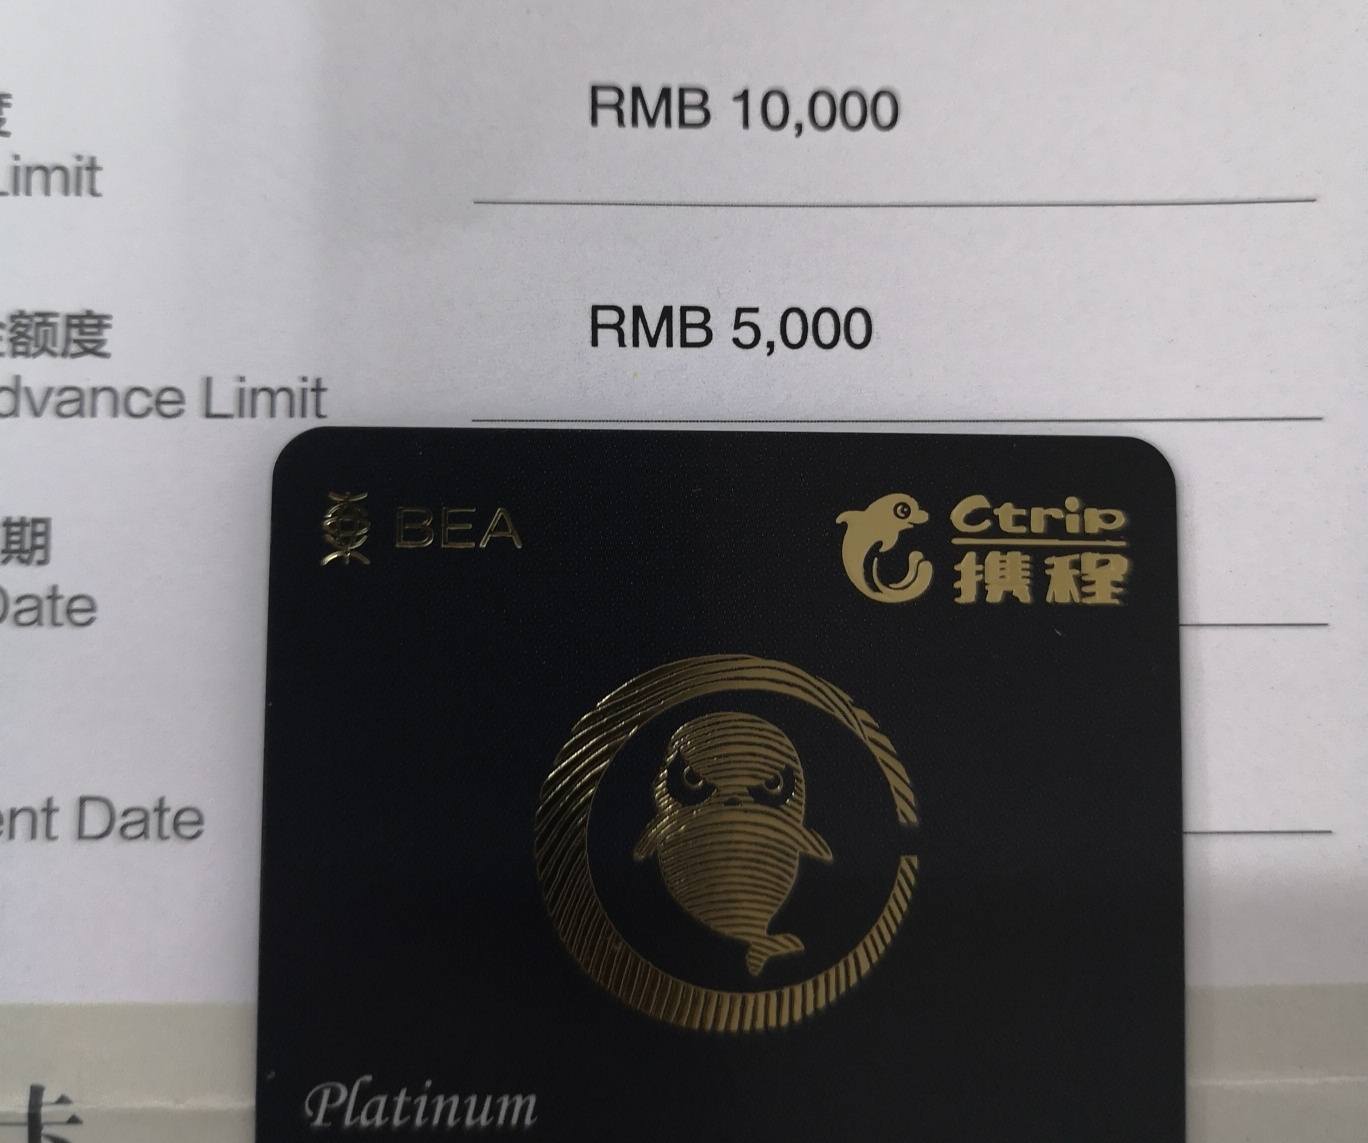 度
RMB 10,000
Limit
额度
RMB 5,000
dvance Limit
BEA
Ctrip
携程
期
Date
ent Date
Platinum
卡